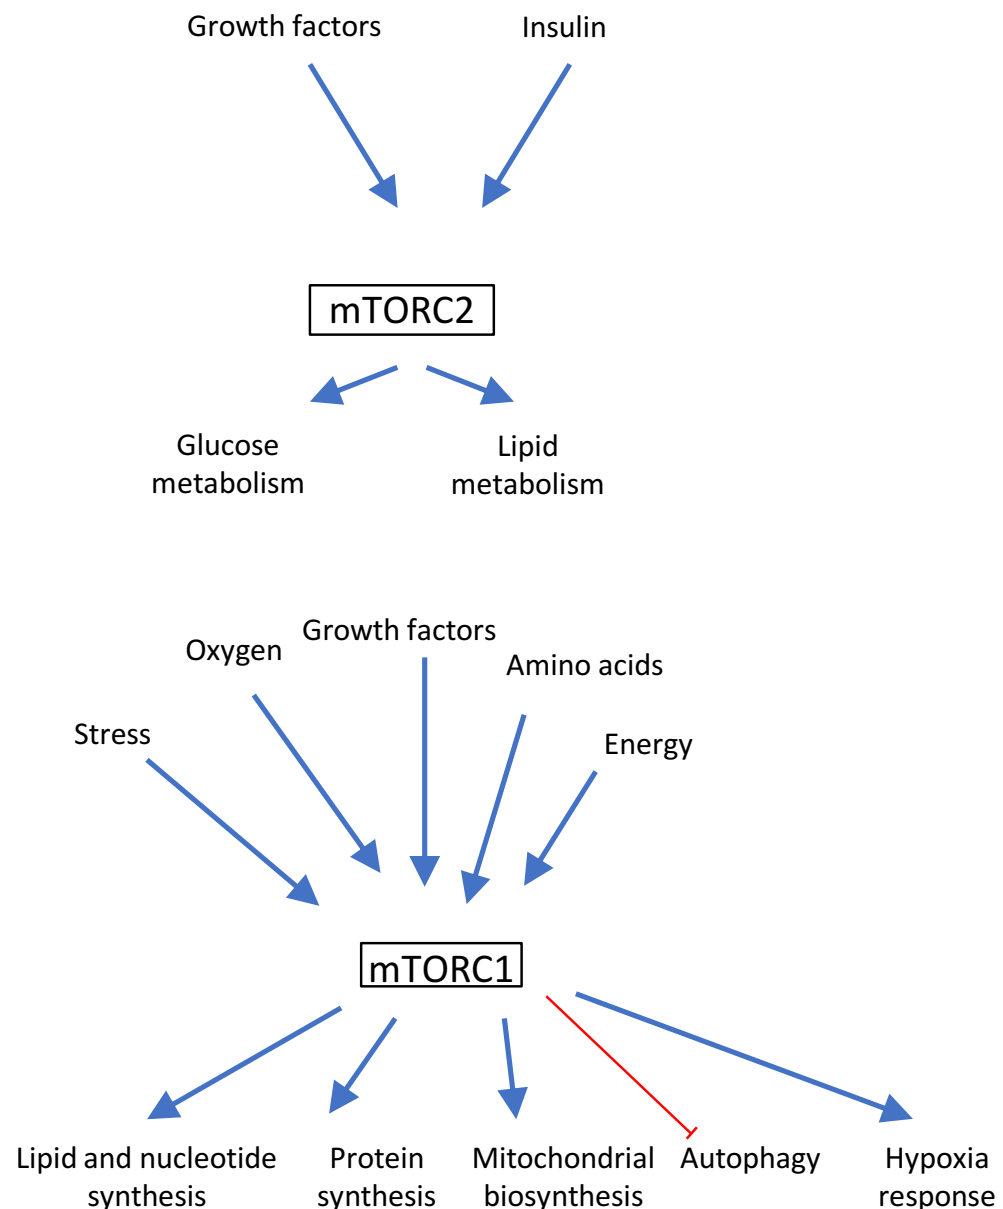 Growth factors
Insulin
mTORC2
Glucose
metabolism
Lipid
metabolism
Growth factors
Oxygen
Amino acids
Stress
Energy
mTORC1
Lipid and nucleotide
synthesis
Protein
synthesis
Mitochondrial
biosynthesis
Autophagy
Hypoxia
response